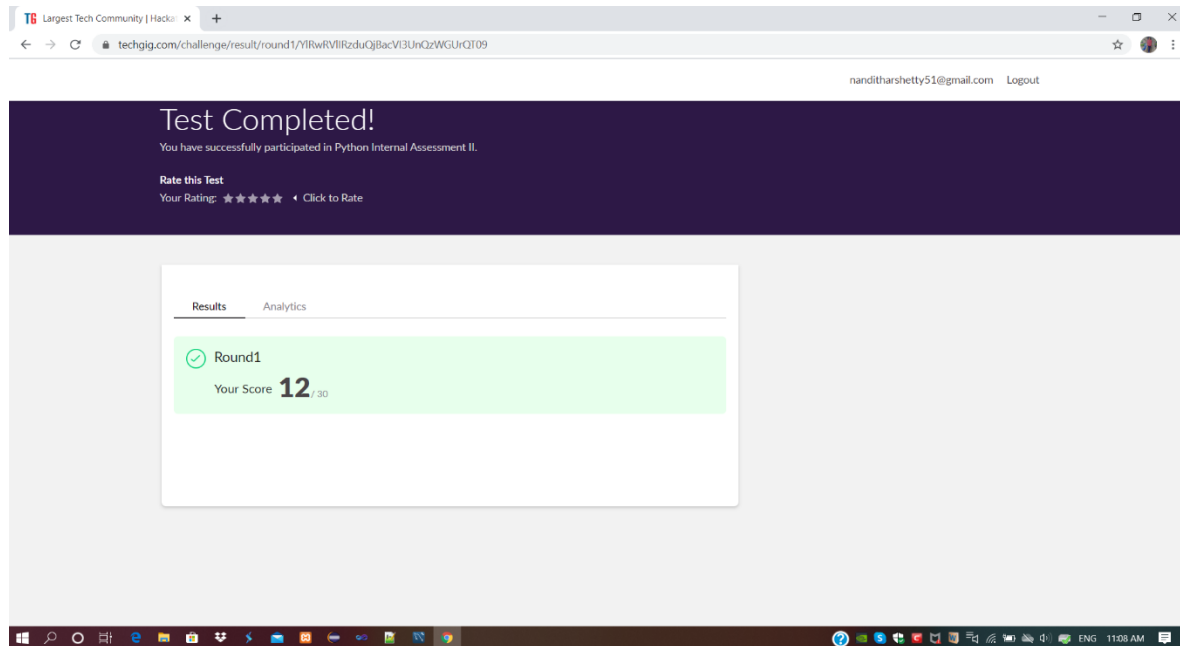 TG Largest Tech Community | Hacka
techgig.com/challenge/result/round1/
nanditharshetty51@gmail.com Logout
Test Completed!
You have successfully participated in Python Internal Assessment II.
Rate this Test
Your Rating: Click to Rate
Results Analytics
Round1
Your Score 12 / 30
ENG 11:08 AM